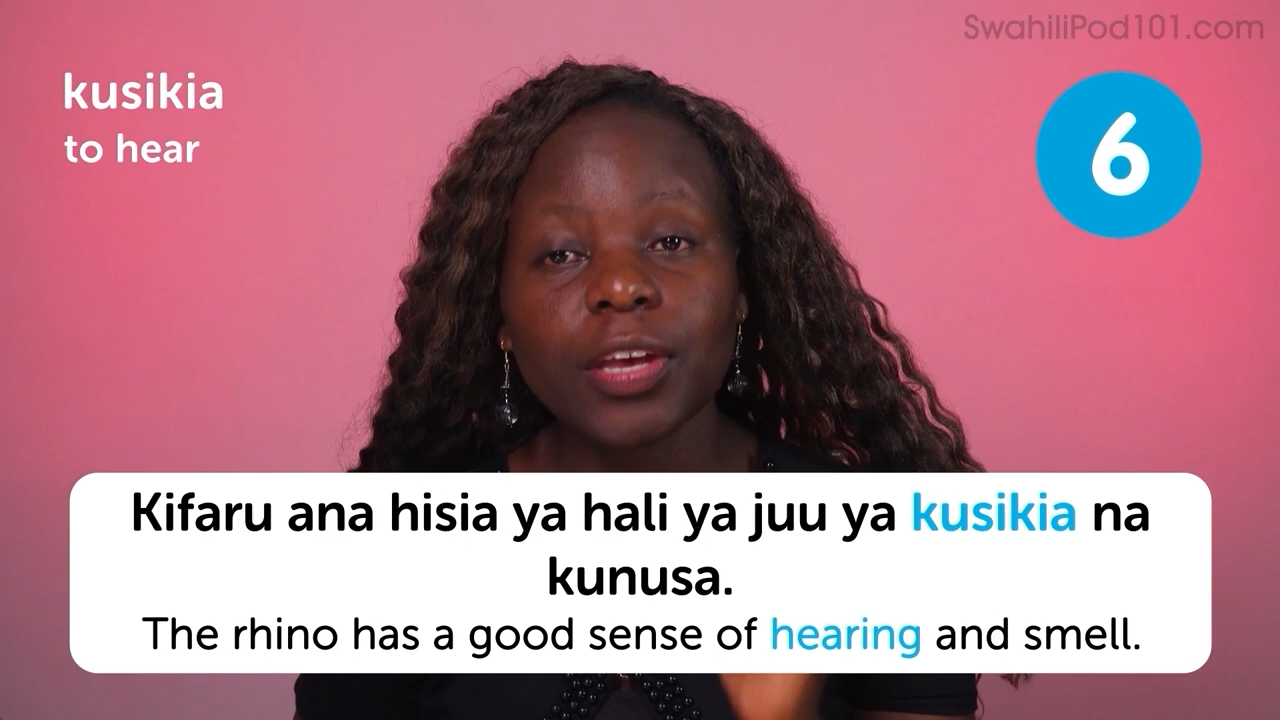 SwahiliPod101.com
kusikia
to hear
6
Kifaru ana hisia ya hali ya juu ya kusikia na
kunusa.
The rhino has a good sense of hearing and smell.